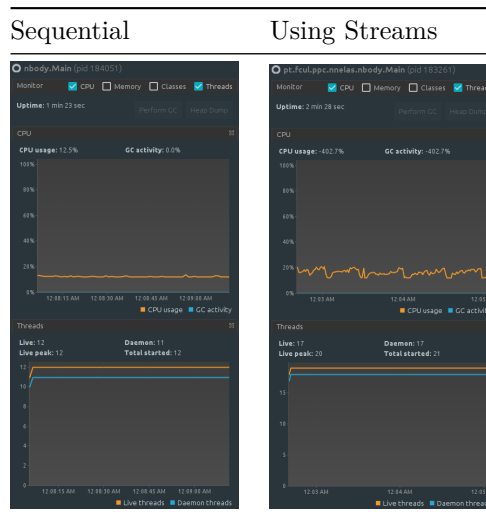 Sequential
Using Streams
nbody.Main (pid 184051)
Monitor CPU Memory Classes Threads
Uptime: 1 min 23 sec
Perform GC Heap Dump
CPU
CPU usage: 12.5% GC activity: 0.0%
100%
80%
60%
40%
20%
0%
12:08:15 AM 12:08:30 AM 12:08:45 AM 12:09:00 AM
CPU usage GC activity
Threads
Live: 12 Daemon: 11
Live peak: 12 Total started: 12
12
10
8
6
4
2
0
12:08:15 AM 12:08:30 AM 12:08:45 AM 12:09:00 AM
Live threads Daemon threads
pt.fcul.ppc.nnelas.nbody.Main (pid 183261)
Monitor CPU Memory Classes Thread
Uptime: 2 min 28 sec
Perform GC Heap Dump
CPU
CPU usage: -402.7% GC activity: -402.7%
100%
80%
60%
40%
20%
0%
12:03 AM 12:04 AM 12:05
CPU usage GC activity
Threads
Live: 17 Daemon: 17
Live peak: 20 Total started: 21
15
10
5
0
12:03 AM 12:04 AM 12:05
Live threads Daemon thread